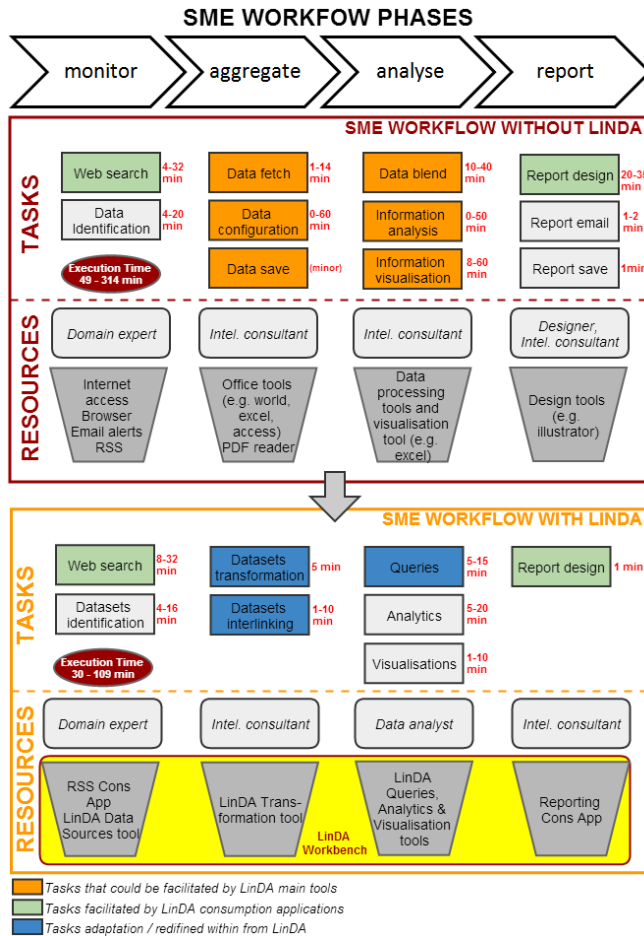 SME WORKFOW PHASES
monitor
aggregate
analyse
report
SME WORKFLOW WITHOUT LINDA
TASKS
Web search
4-32
min
Data fetch
1-14
min
Data blend
10-40
min
Report design
min
Data
Identification
4-20
min
Data
configuration
0-60
min
Information
analysis
0-50
min
Report email
1-2
min
Execution Time
49 - 314 min
Data save
(minor)
Information
visualisation
8-60
min
Report save
1min
RESOURCES
Domain expert
Intel. consultant
Intel. consultant
Designer,
Intel. consultant
Internet
access
Browser
Email alerts
RSS
Office tools
(e.g. world,
excel,
access)
PDF reader
Data
processing
tools and
visualisation
tool (e.g.
excel)
Design tools
(e.g.
illustrator)
SME WORKFLOW WITH LINDA
TASKS
Web search
8-32
min
Datasets
transformation
5 min
Queries
5-15
min
Report design
1 min
Datasets
identification
4-16
min
Datasets
interlinking
1-10
min
Analytics
5-20
min
Execution Time
30 - 109 min
Visualisations
1-10
min
RESOURCES
Domain expert
Intel. consultant
Data analyst
Intel. consultant
RSS Cons
App
LinDA Data
Sources tool
LinDA Trans-
formation tool
LinDA
Queries,
Analytics &
Visualisation
tools
Reporting
Cons App
LinDA
Workbench
Tasks that could be facilitated by LinDA main tools
Tasks facilitated by LinDA consumption applications
Tasks adaptation / redifined within from LinDA